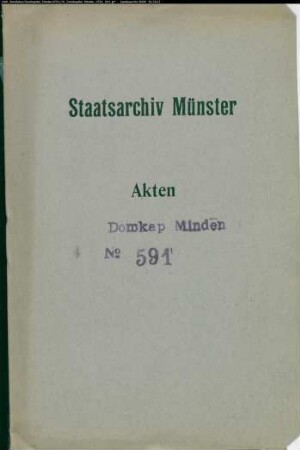 Staatsarchiv Münster
Akten
Domkap Minden
№ 591